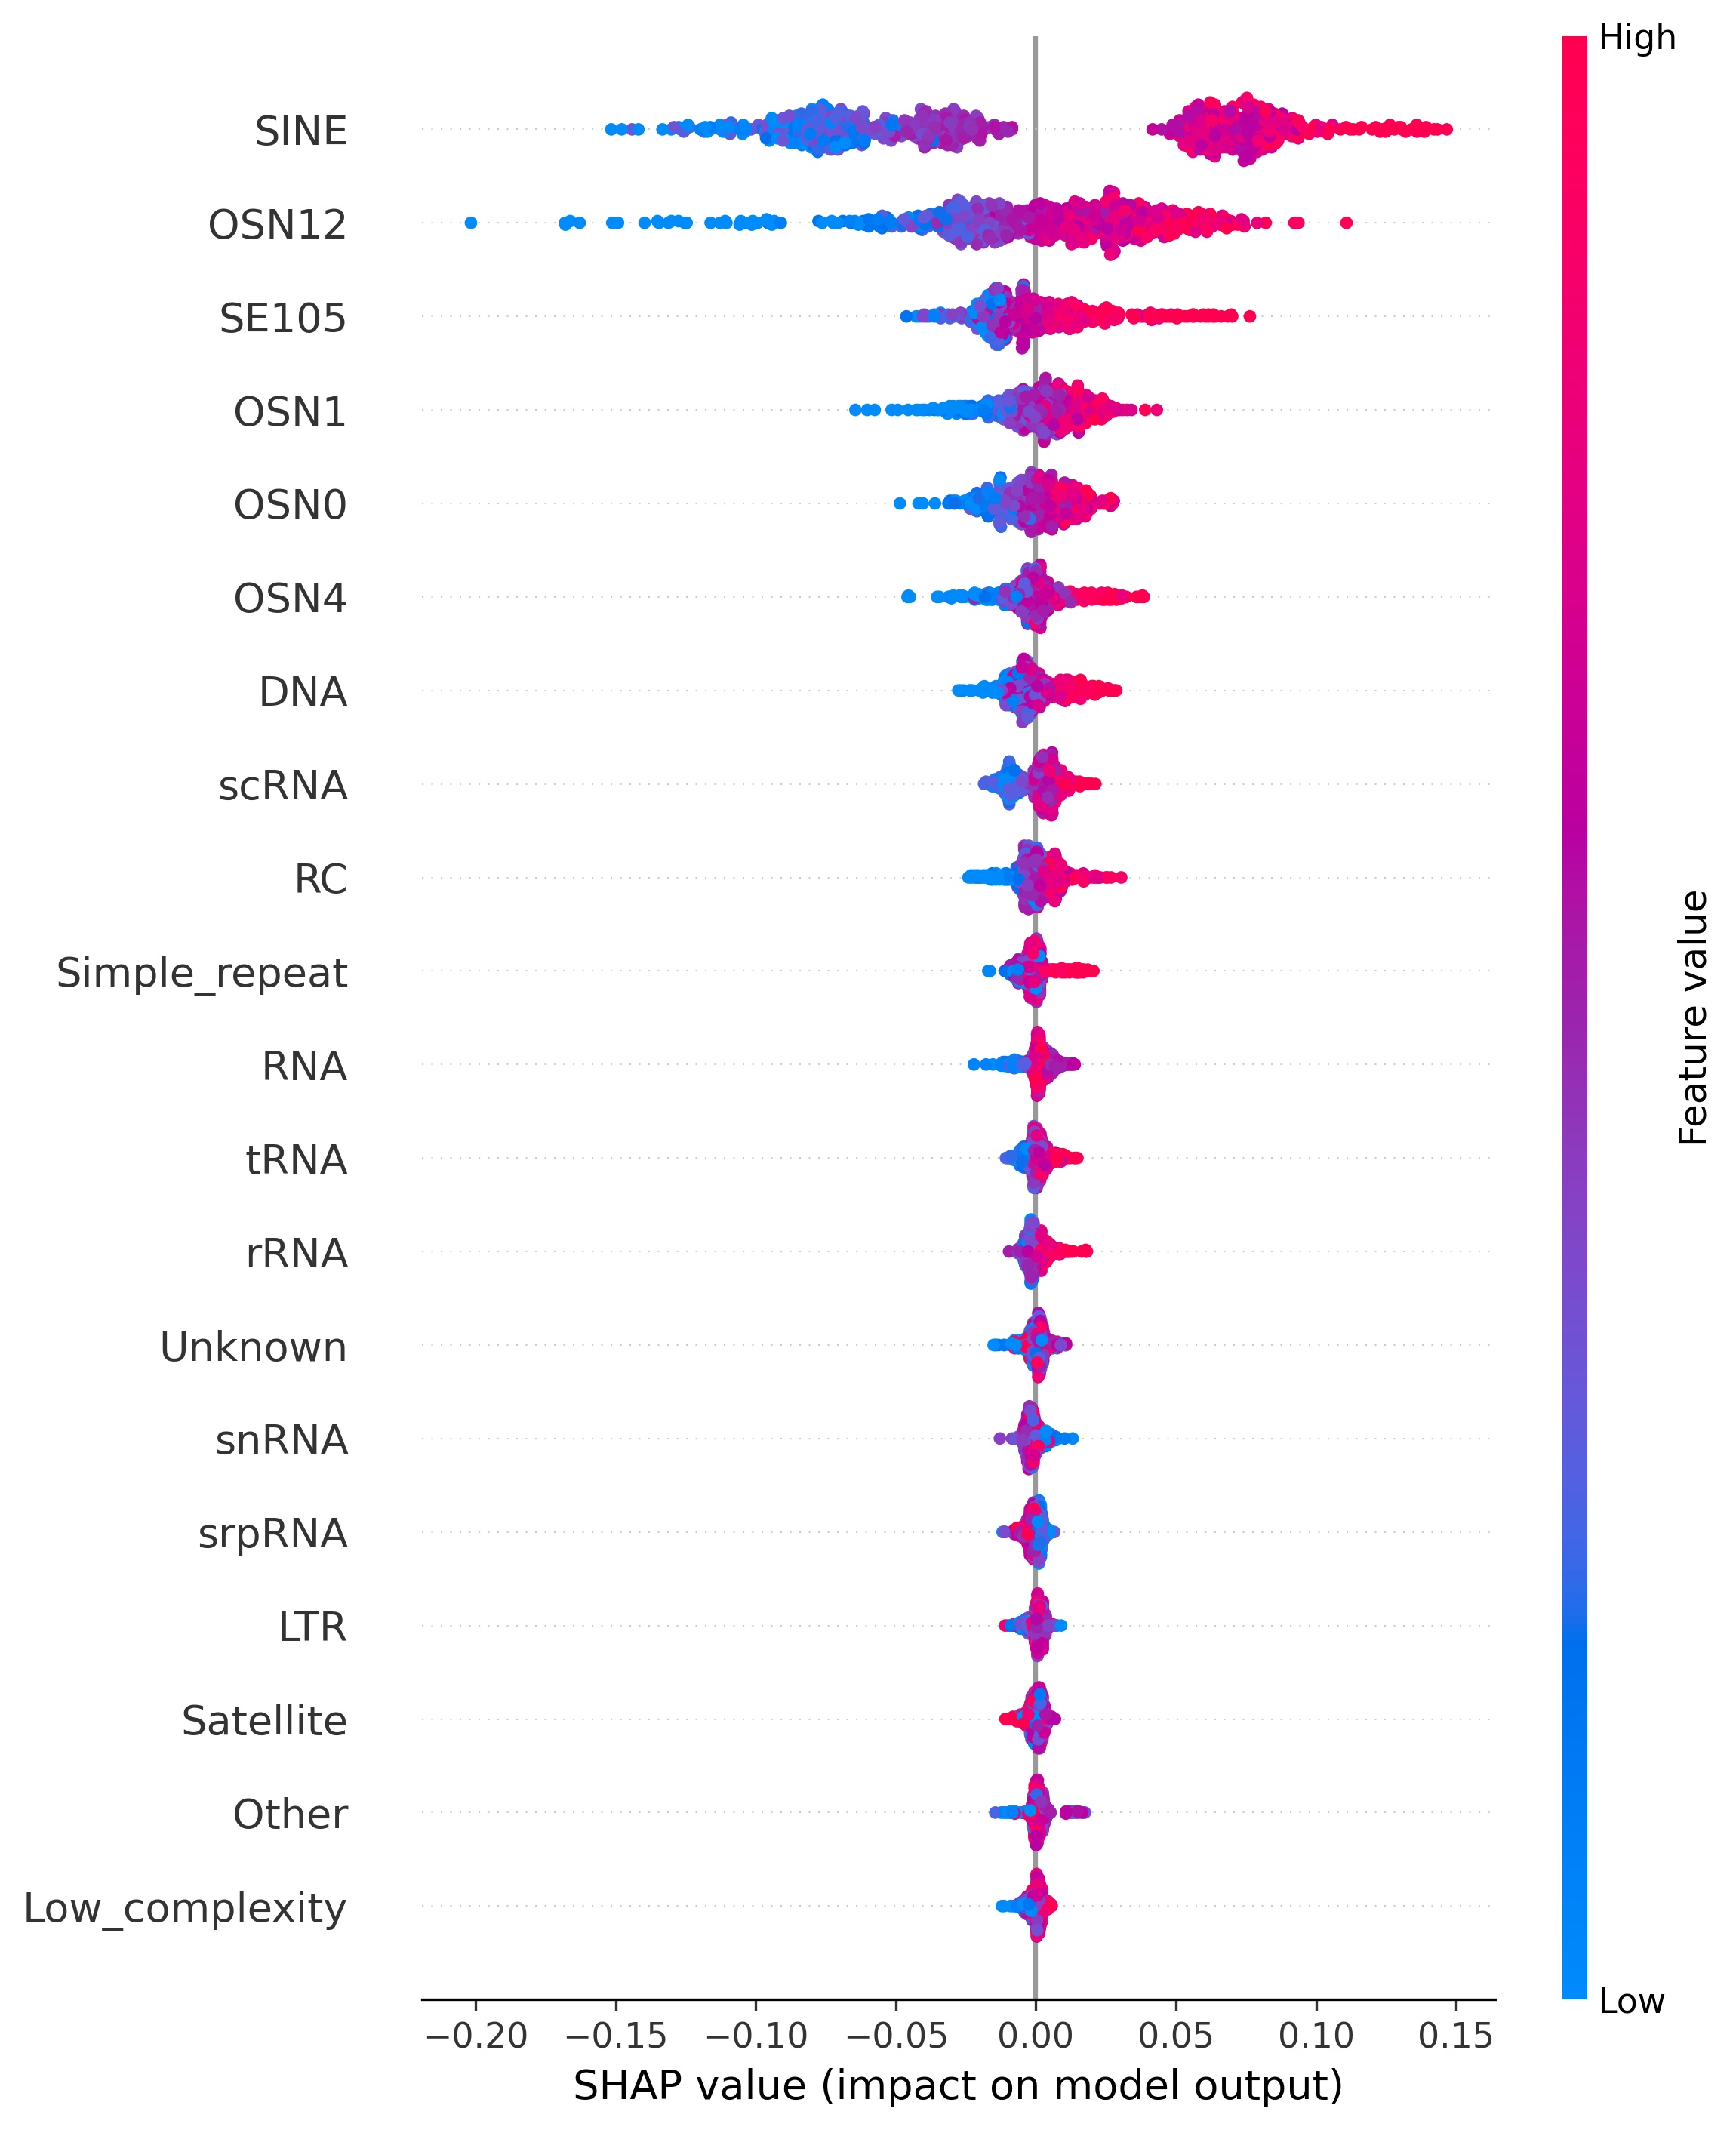 High
SINE
OSN12
SE105
OSN1
OSN0
OSN4
DNA
scRNA
RC
Simple_repeat
RNA
tRNA
rRNA
Unknown
snRNA
srpRNA
LTR
Satellite
Other
Low_complexity
Feature value
Low
−0.20 −0.15 −0.10 −0.05 0.00 0.05 0.10 0.15
SHAP value (impact on model output)